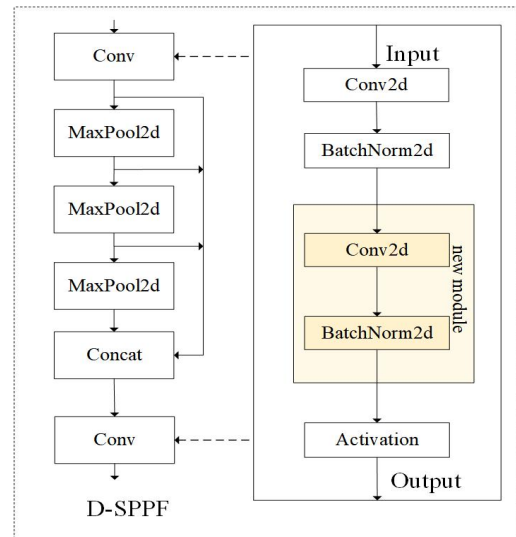 Conv
MaxPool2d
MaxPool2d
MaxPool2d
Concat
Conv
D-SPPF
Input
Conv2d
BatchNorm2d
Conv2d
BatchNorm2d
new module
Activation
Output